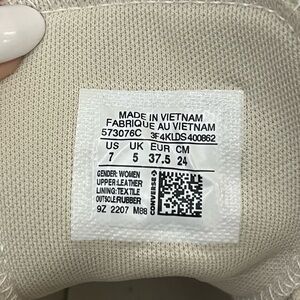 MADE IN VIETNAM
FABRIQUE AU VIETNAM
573076C 3F4KLDS400862
US UK EUR CM
7 5 37.5 24
GENDER: WOMEN
UPPER:LEATHER
LINING:TEXTILE
OUTSOLE:RUBBER
9Z 2207 M88
CONVERSE